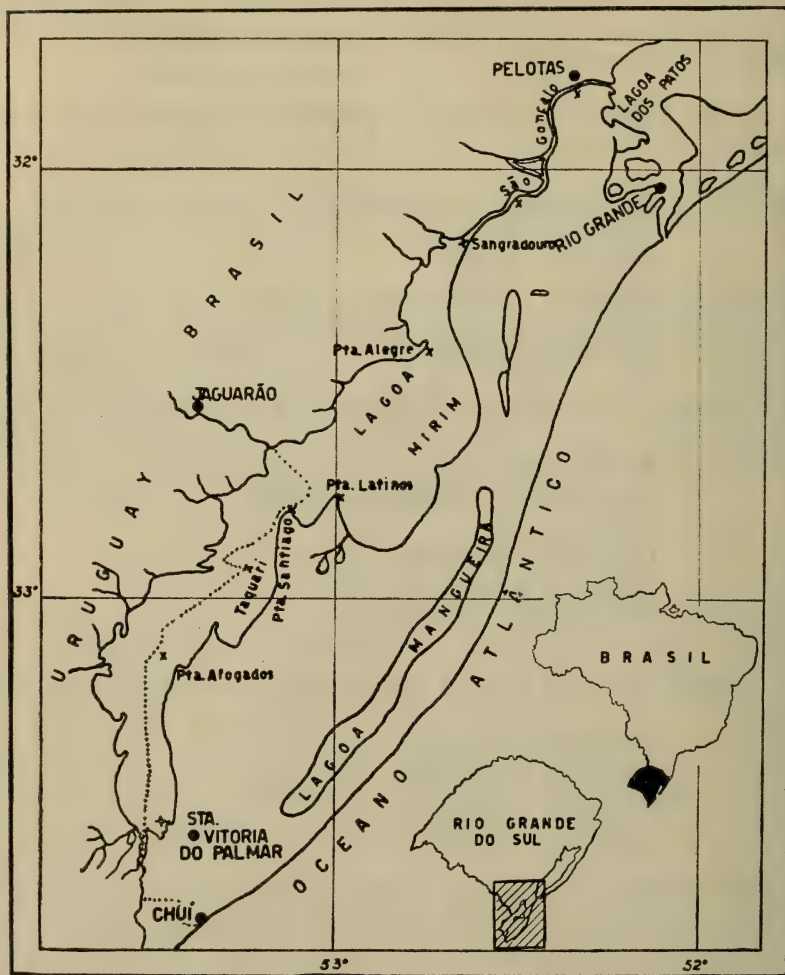 PELOTAS
LAGOA
DOS PATOS
Gonçalo
São
32°
RIO GRANDE
Sangradouro
BRASIL
Pta. Alegre
JAGUARÃO
LAGOA
MIRIM
Pta. Latinos
Pta. Santiago
Taquari
URUGUAY
33°
Pta. Afogados
LAGOA MANGUEIRA
OCEANO ATLÂNTICO
BRASIL
STA.
VITORIA
DO PALMAR
RIO GRANDE
DO SUL
CHUÍ
53°
52°